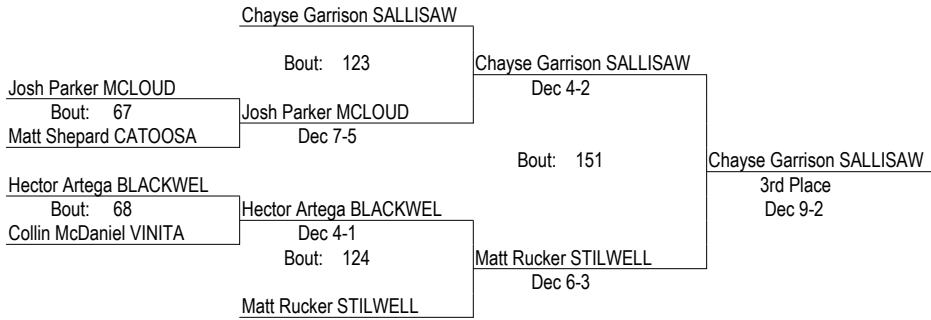 Chayse Garrison SALLISAW
Bout: 123
Chayse Garrison SALLISAW
Dec 4-2
Josh Parker MCLOUD
Bout: 67
Josh Parker MCLOUD
Matt Shepard CATOOSA
Dec 7-5
Bout: 151
Chayse Garrison SALLISAW
3rd Place
Dec 9-2
Hector Artega BLACKWEL
Bout: 68
Hector Artega BLACKWEL
Collin McDaniel VINITA
Dec 4-1
Bout: 124
Matt Rucker STILWELL
Dec 6-3
Matt Rucker STILWELL